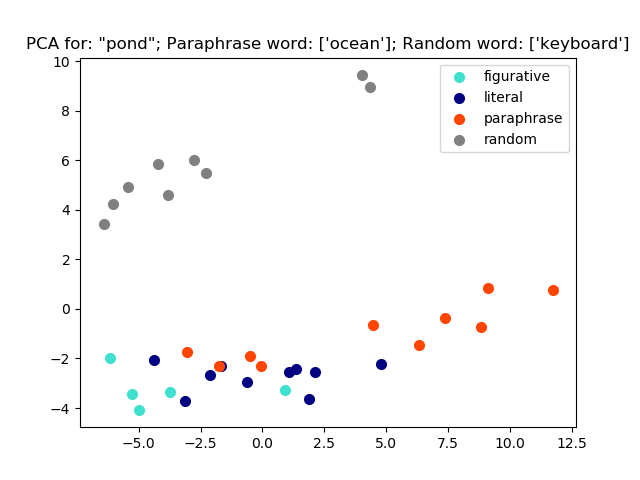 PCA for: "pond"; Paraphrase word: ['ocean']; Random word: ['keyboard']
10
8
6
4
2
0
−2
−4
figurative
literal
paraphrase
random
−5.0 −2.5 0.0 2.5 5.0 7.5 10.0 12.5